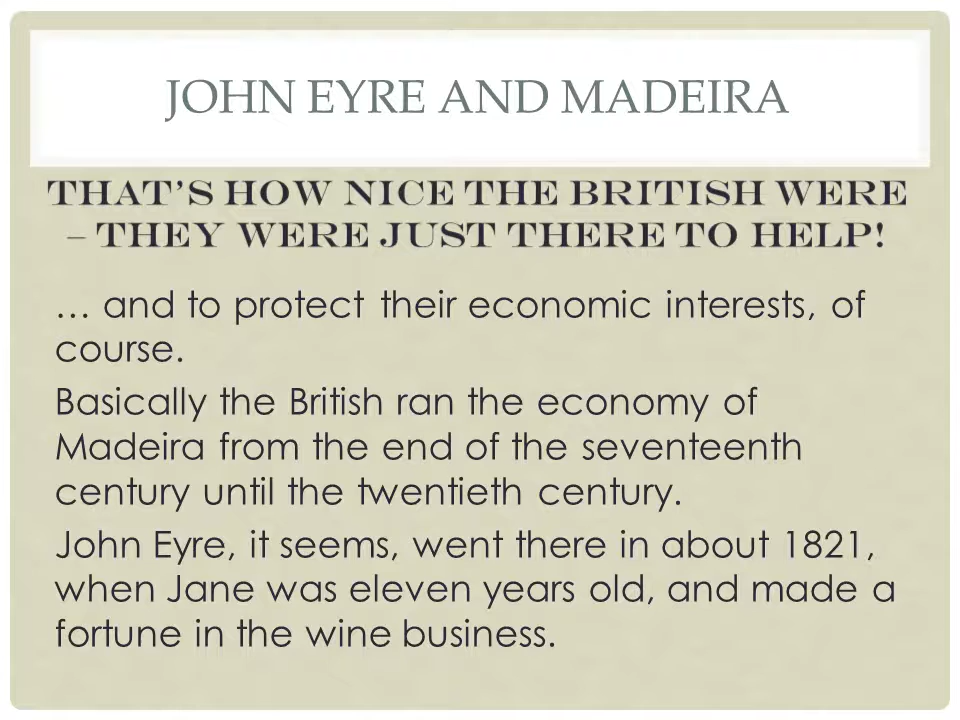 JOHN EYRE AND MADEIRA
THAT'S HOW NICE THE BRITISH WERE
– THEY WERE JUST THERE TO HELP!
… and to protect their economic interests, of
course.
Basically the British ran the economy of
Madeira from the end of the seventeenth
century until the twentieth century.
John Eyre, it seems, went there in about 1821,
when Jane was eleven years old, and made a
fortune in the wine business.